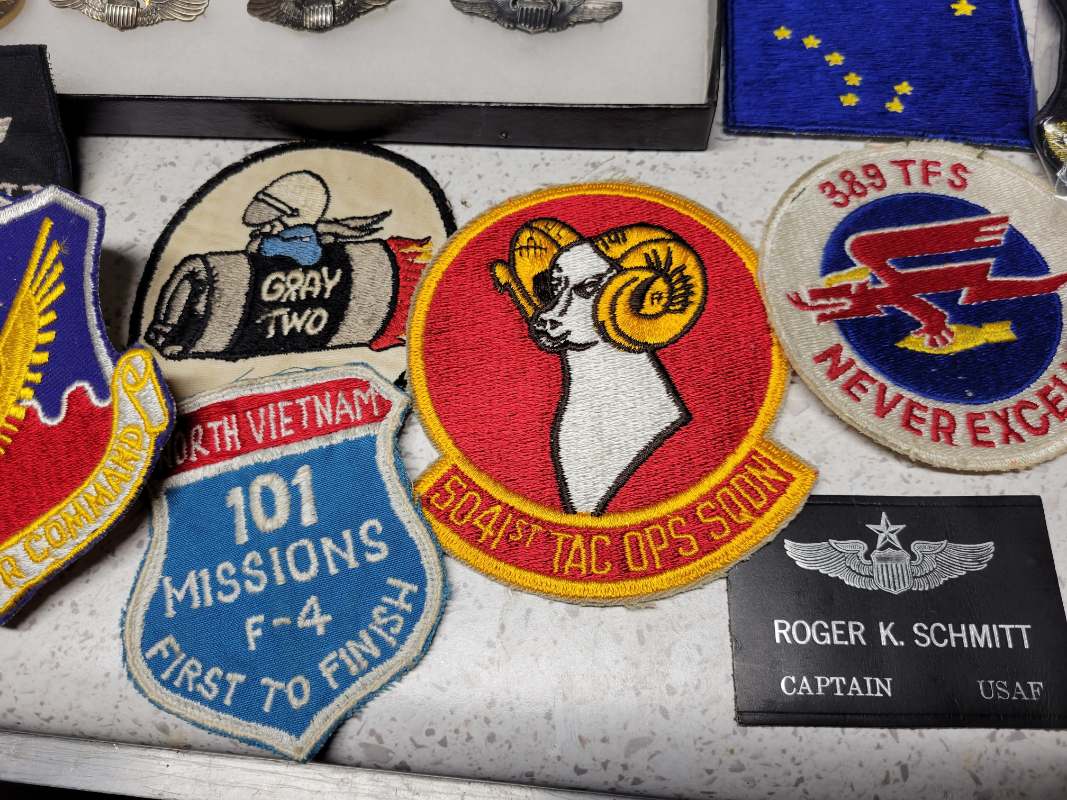 GRAY
TWO
389 TFS
NEVER EXCEL
R COMMAND
NORTH VIETNAM
101
MISSIONS
F-4
FIRST TO FINISH
5041ST TAC OPS SQDN
ROGER K. SCHMITT
CAPTAIN USAF